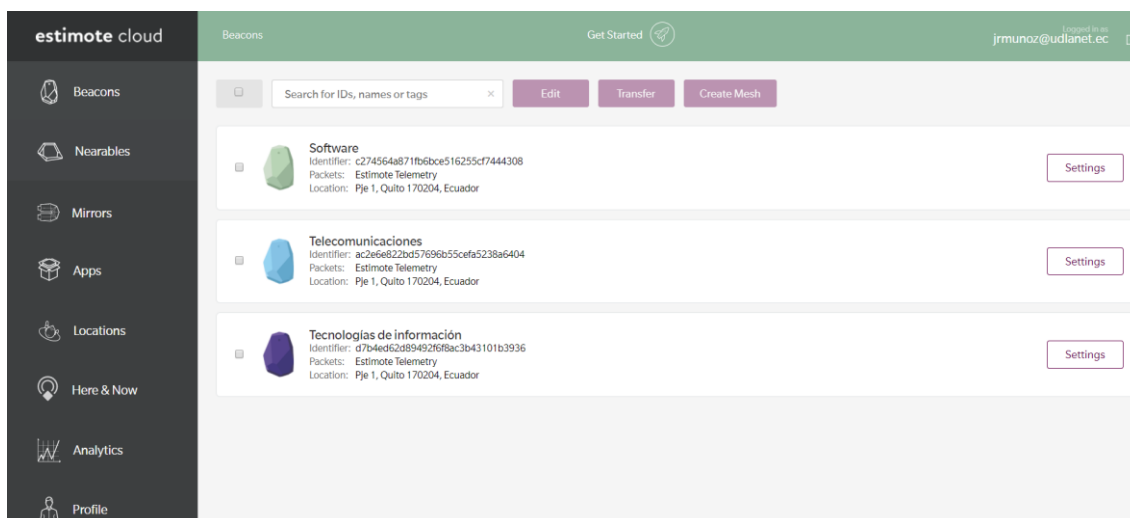 estimote cloud
Beacons
Get Started
Logged in as
jrmunoz@udlanet.ec
Beacons
Nearables
Mirrors
Apps
Locations
Here & Now
Analytics
Profile
Search for IDs, names or tags ×
Edit
Transfer
Create Mesh
Software
Identifier: c274564a871fb6bce516255cf7444308
Packets: Estimote Telemetry
Location: Pje 1, Quito 170204, Ecuador
Settings
Telecomunicaciones
Identifier: ac2e6e822bd57696b55cefa5238a6404
Packets: Estimote Telemetry
Location: Pje 1, Quito 170204, Ecuador
Settings
Tecnologías de información
Identifier: d7b4ed62d89492f6f8ac3b43101b3936
Packets: Estimote Telemetry
Location: Pje 1, Quito 170204, Ecuador
Settings